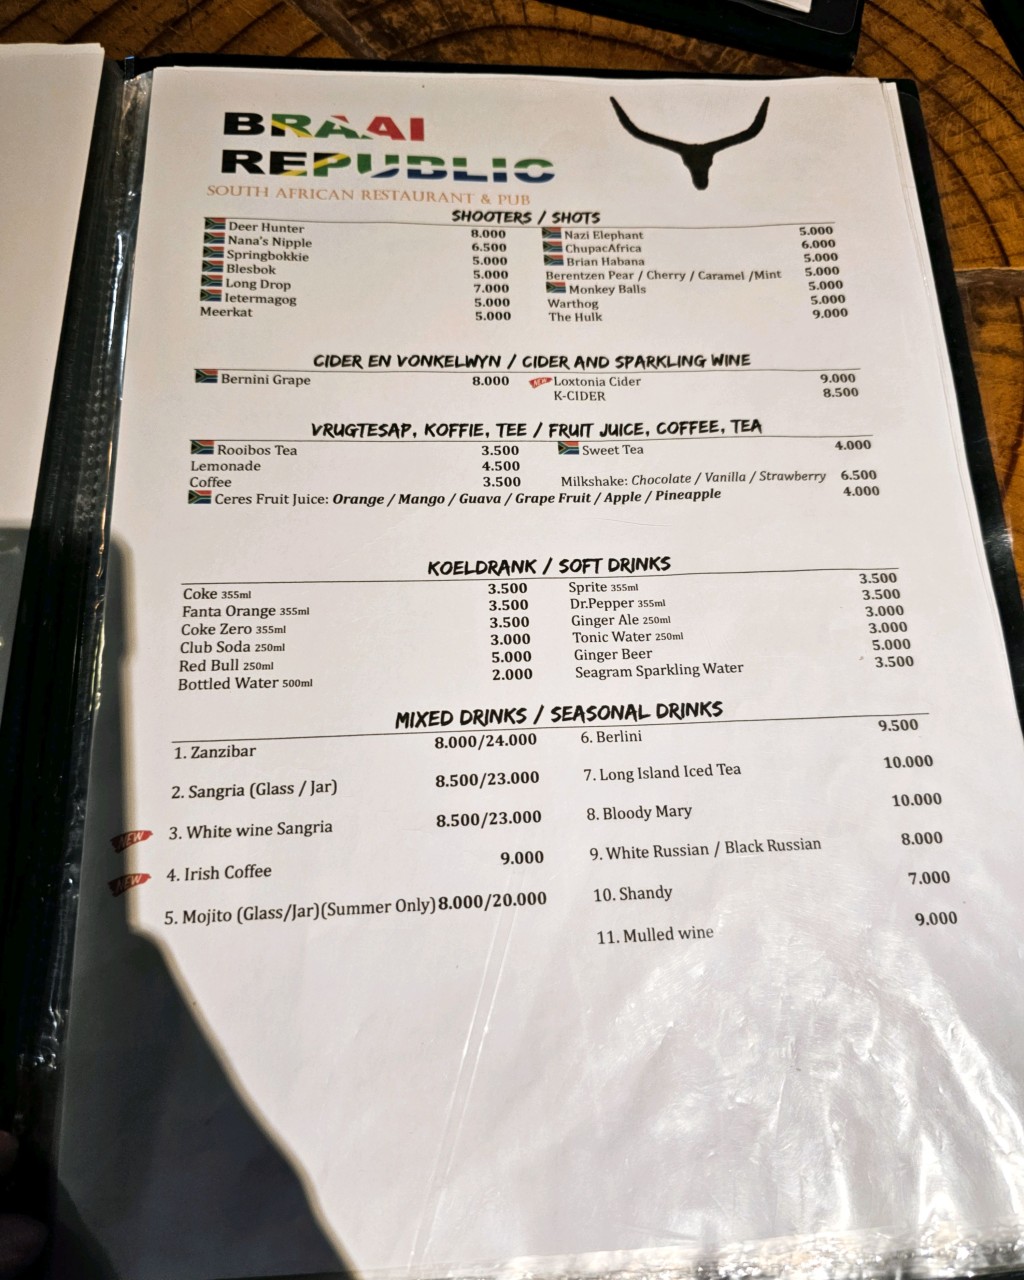 BRAAI
REPUBLIC
SOUTH AFRICAN RESTAURANT & PUB
SHOOTERS / SHOTS
Deer Hunter 8.000 Nazi Elephant 5.000
Nana's Nipple 6.500 ChupacAfrica 6.000
Springbokkie 5.000 Brian Habana 5.000
Blesbok 5.000 Berentzen Pear / Cherry / Caramel /Mint 5.000
Long Drop 7.000 Monkey Balls 5.000
Ietermagog 5.000 Warthog 5.000
Meerkat 5.000 The Hulk 9.000
CIDER EN VONKELWYN / CIDER AND SPARKLING WINE
Bernini Grape 8.000 NEW Loxtonia Cider 9.000
K-CIDER 8.500
VRUGTESAP, KOFFIE, TEE / FRUIT JUICE, COFFEE, TEA
Rooibos Tea 3.500 Sweet Tea 4.000
Lemonade 4.500
Coffee 3.500 Milkshake: Chocolate / Vanilla / Strawberry 6.500
Ceres Fruit Juice: Orange / Mango / Guava / Grape Fruit / Apple / Pineapple 4.000
KOELDRANK / SOFT DRINKS
Coke 355ml 3.500 Sprite 355ml 3.500
Fanta Orange 355ml 3.500 Dr.Pepper 355ml 3.500
Coke Zero 355ml 3.500 Ginger Ale 250ml 3.000
Club Soda 250ml 3.000 Tonic Water 250ml 3.000
Red Bull 250ml 5.000 Ginger Beer 5.000
Bottled Water 500ml 2.000 Seagram Sparkling Water 3.500
MIXED DRINKS / SEASONAL DRINKS
1. Zanzibar 8.000/24.000 6. Berlini 9.500
2. Sangria (Glass / Jar) 8.500/23.000 7. Long Island Iced Tea 10.000
NEW 3. White wine Sangria 8.500/23.000 8. Bloody Mary 10.000
NEW 4. Irish Coffee 9.000 9. White Russian / Black Russian 8.000
5. Mojito (Glass/Jar)(Summer Only) 8.000/20.000 10. Shandy 7.000
11. Mulled wine 9.000